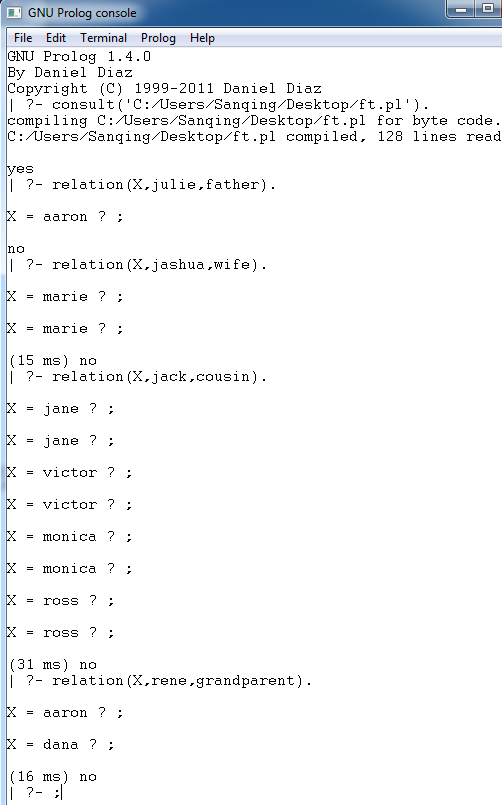 GNU Prolog console
File Edit Terminal Prolog Help
GNU Prolog 1.4.0
By Daniel Diaz
Copyright (C) 1999-2011 Daniel Diaz
| ?- consult('C:/Users/Sanqing/Desktop/ft.pl').
compiling C:/Users/Sanqing/Desktop/ft.pl for byte code.
C:/Users/Sanqing/Desktop/ft.pl compiled, 128 lines read
yes
| ?- relation(X,julie,father).
X = aaron ? ;
no
| ?- relation(X,jashua,wife).
X = marie ? ;
X = marie ? ;
(15 ms) no
| ?- relation(X,jack,cousin).
X = jane ? ;
X = jane ? ;
X = victor ? ;
X = victor ? ;
X = monica ? ;
X = monica ? ;
X = ross ? ;
X = ross ? ;
(31 ms) no
| ?- relation(X,rene,grandparent).
X = aaron ? ;
X = dana ? ;
(16 ms) no
| ?- ;